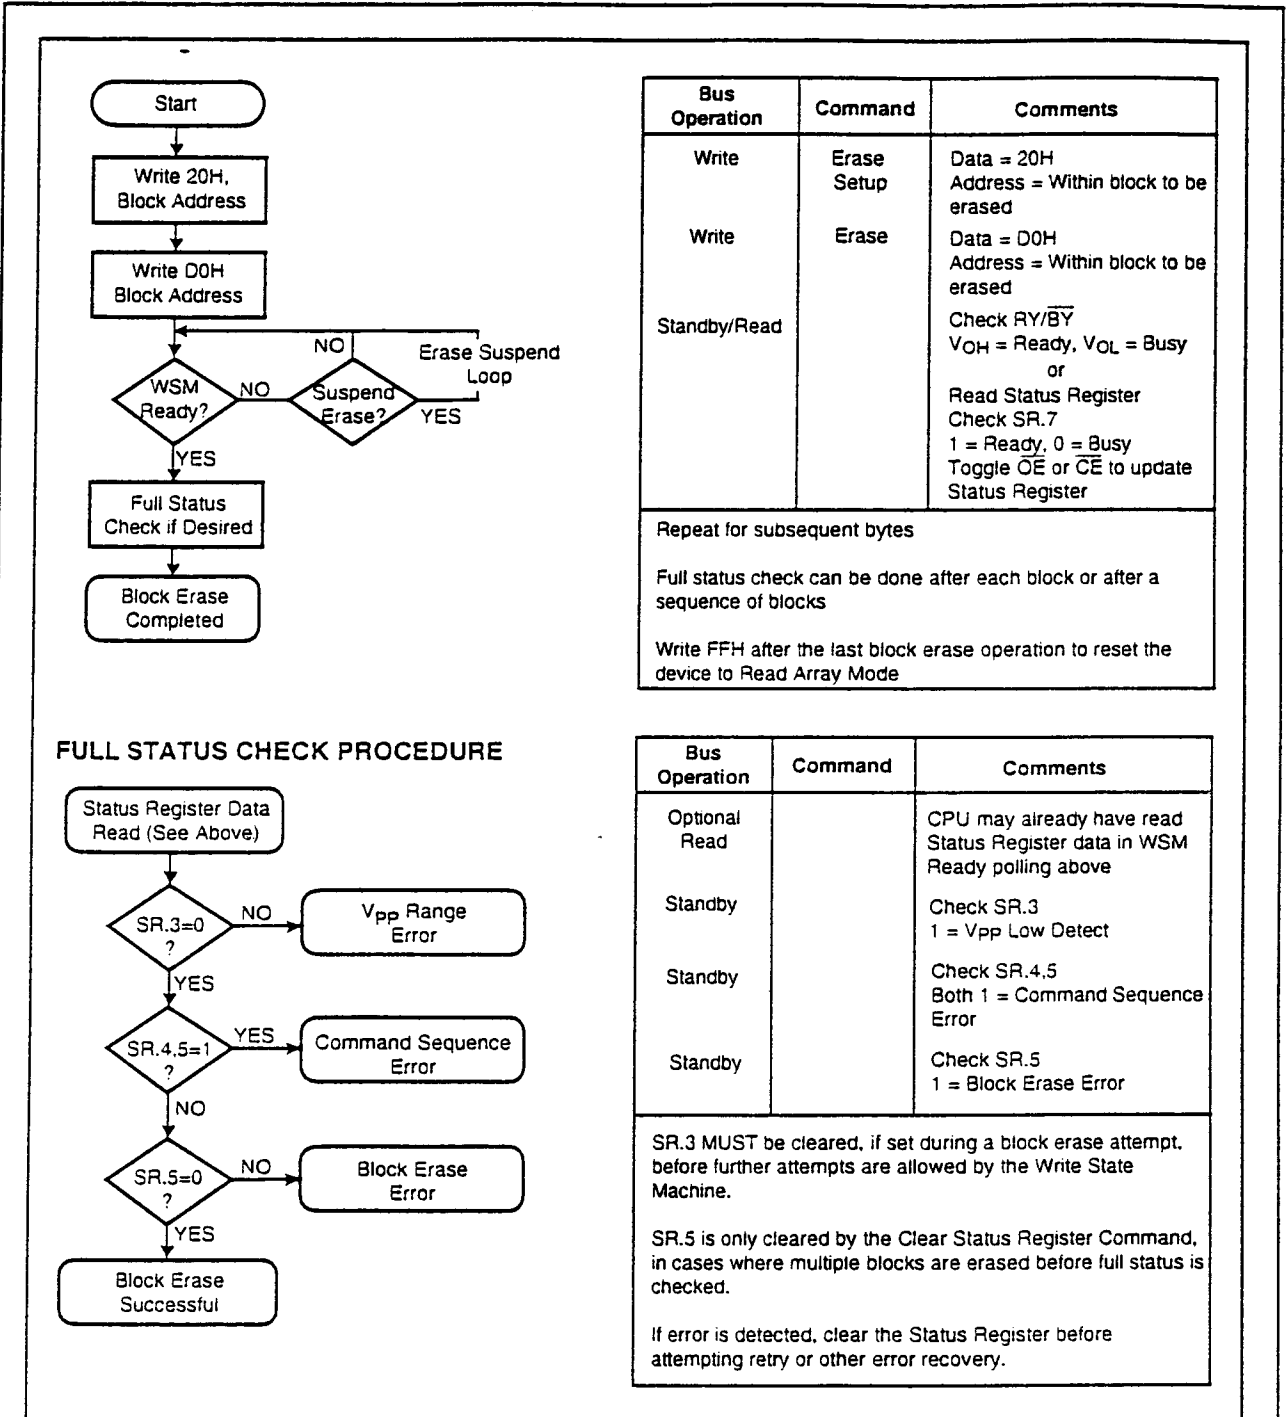 Start
Write 20H,
Block Address
Write D0H
Block Address
NO
Erase Suspend
Loop
WSM
Ready?
NO
Suspend
Erase?
YES
YES
Full Status
Check if Desired
Block Erase
Completed
Bus
Operation
Command
Comments
Write
Erase
Setup
Data = 20H
Address = Within block to be
erased
Write
Erase
Data = D0H
Address = Within block to be
erased
Standby/Read
Check RY/B̅Y̅
VOH = Ready, VOL = Busy
or
Read Status Register
Check SR.7
1 = Ready, 0 = Busy
Toggle O̅E̅ or C̅E̅ to update
Status Register
Repeat for subsequent bytes
Full status check can be done after each block or after a
sequence of blocks
Write FFH after the last block erase operation to reset the
device to Read Array Mode
FULL STATUS CHECK PROCEDURE
Status Register Data
Read (See Above)
SR.3=0
?
NO
VPP Range
Error
YES
SR.4,5=1
?
YES
Command Sequence
Error
NO
SR.5=0
?
NO
Block Erase
Error
YES
Block Erase
Successful
Bus
Operation
Command
Comments
Optional
Read
CPU may already have read
Status Register data in WSM
Ready polling above
Standby
Check SR.3
1 = VPP Low Detect
Standby
Check SR.4,5
Both 1 = Command Sequence
Error
Standby
Check SR.5
1 = Block Erase Error
SR.3 MUST be cleared, if set during a block erase attempt,
before further attempts are allowed by the Write State
Machine.
SR.5 is only cleared by the Clear Status Register Command,
in cases where multiple blocks are erased before full status is
checked.
If error is detected, clear the Status Register before
attempting retry or other error recovery.